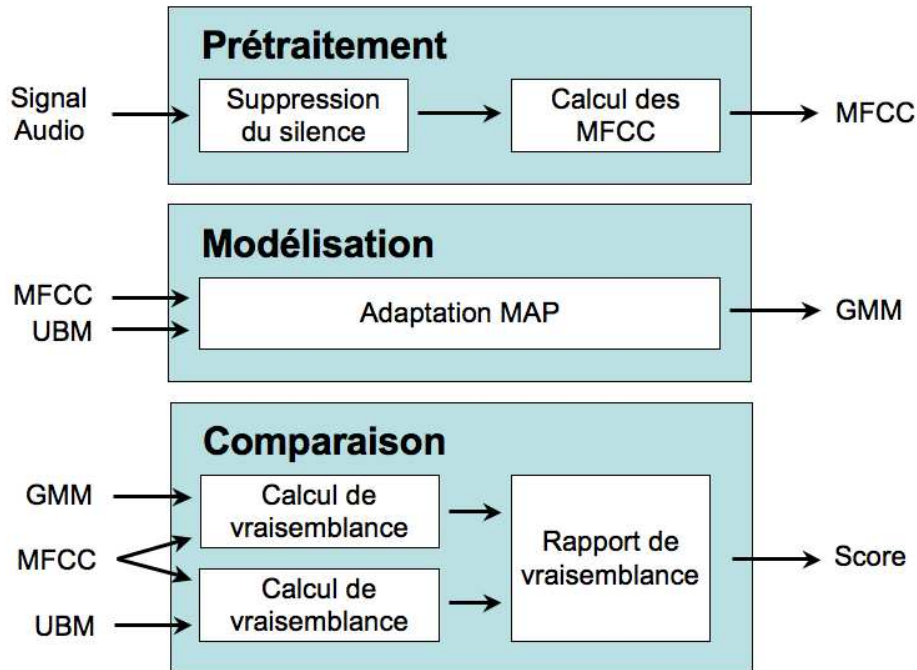 Prétraitement
Signal
Audio
Suppression
du silence
Calcul des
MFCC
MFCC
Modélisation
MFCC
UBM
Adaptation MAP
GMM
Comparaison
GMM
MFCC
UBM
Calcul de
vraisemblance
Calcul de
vraisemblance
Rapport de
vraisemblance
Score